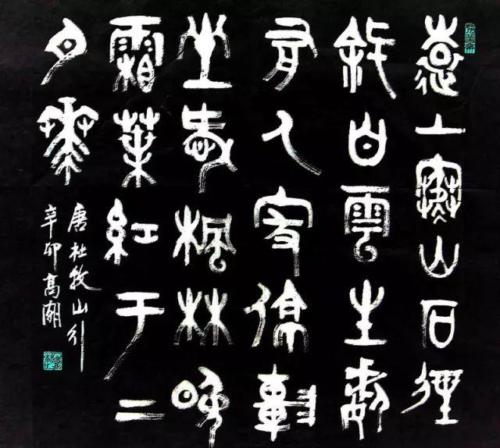 遠上寒山石徑
斜白雲生處
有人家停車
坐愛楓林晚
霜葉紅于二
月花
唐杜牧山行
辛卯高